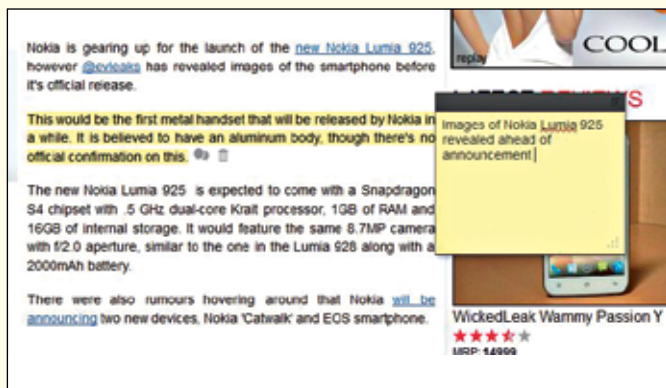 Nokia is gearing up for the launch of the new Nokia Lumia 925,
however @evleaks has revealed images of the smartphone before
it's official release.
This would be the first metal handset that will be released by Nokia in
a while. It is believed to have an aluminum body, though there's no
official confirmation on this.
The new Nokia Lumia 925 is expected to come with a Snapdragon
S4 chipset with .5 GHz dual-core Krait processor, 1GB of RAM and
16GB of internal storage. It would feature the same 8.7MP camera
with f/2.0 aperture, similar to the one in the Lumia 928 along with a
2000mAh battery.
There were also rumours hovering around that Nokia will be
announcing two new devices, Nokia 'Catwalk' and EOS smartphone.
replay
COOL
LATEST REVIEWS
Images of Nokia Lumia 925
revealed ahead of
announcement
WickedLeak Wammy Passion Y
MRP: 14999